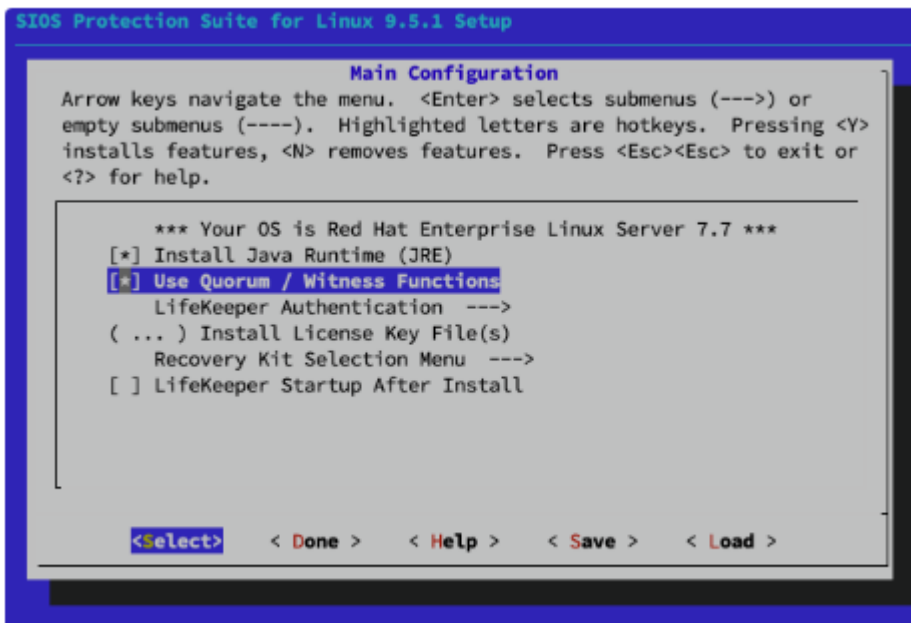 SIOS Protection Suite for Linux 9.5.1 Setup
Main Configuration
Arrow keys navigate the menu. <Enter> selects submenus (--->) or
empty submenus (----). Highlighted letters are hotkeys. Pressing <Y>
installs features, <N> removes features. Press <Esc><Esc> to exit or
<?> for help.
*** Your OS is Red Hat Enterprise Linux Server 7.7 ***
[*] Install Java Runtime (JRE)
[*] Use Quorum / Witness Functions
LifeKeeper Authentication --->
( ... ) Install License Key File(s)
Recovery Kit Selection Menu --->
[ ] LifeKeeper Startup After Install
<Select> < Done > < Help > < Save > < Load >